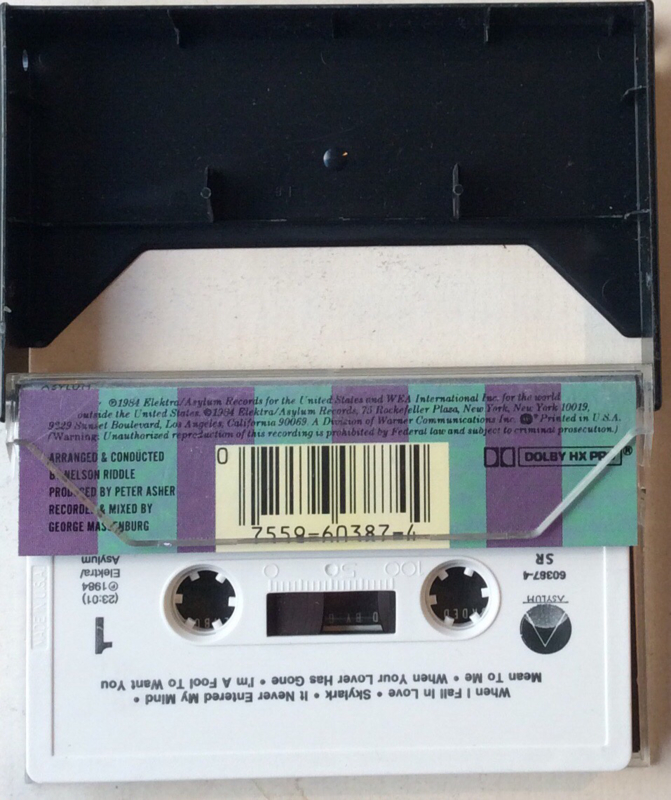 ASYLUM
℗1984 Elektra/Asylum Records for the United States and WEA International Inc. for the world
outside the United States. ©1984 Elektra/Asylum Records, 75 Rockefeller Plaza, New York, New York 10019,
9229 Sunset Boulevard, Los Angeles, California 90069. A Division of Warner Communications Inc. Printed in U.S.A.
(Warning: Unauthorized reproduction of this recording is prohibited by Federal law and subject to criminal prosecution.)
ARRANGED & CONDUCTED
BY NELSON RIDDLE
PRODUCED BY PETER ASHER
RECORDED & MIXED BY
GEORGE MASSENBURG
0
7559-60387-4
DOLBY HX PRO ®
When I Fall In Love • Skylark • It Never Entered My Mind •
Mean To Me • When Your Lover Has Gone • I'm A Fool To Want You
ASYLUM
1
100 50 0
(23:01)
℗1984
Elektra/
Asylum
60387-4
SR